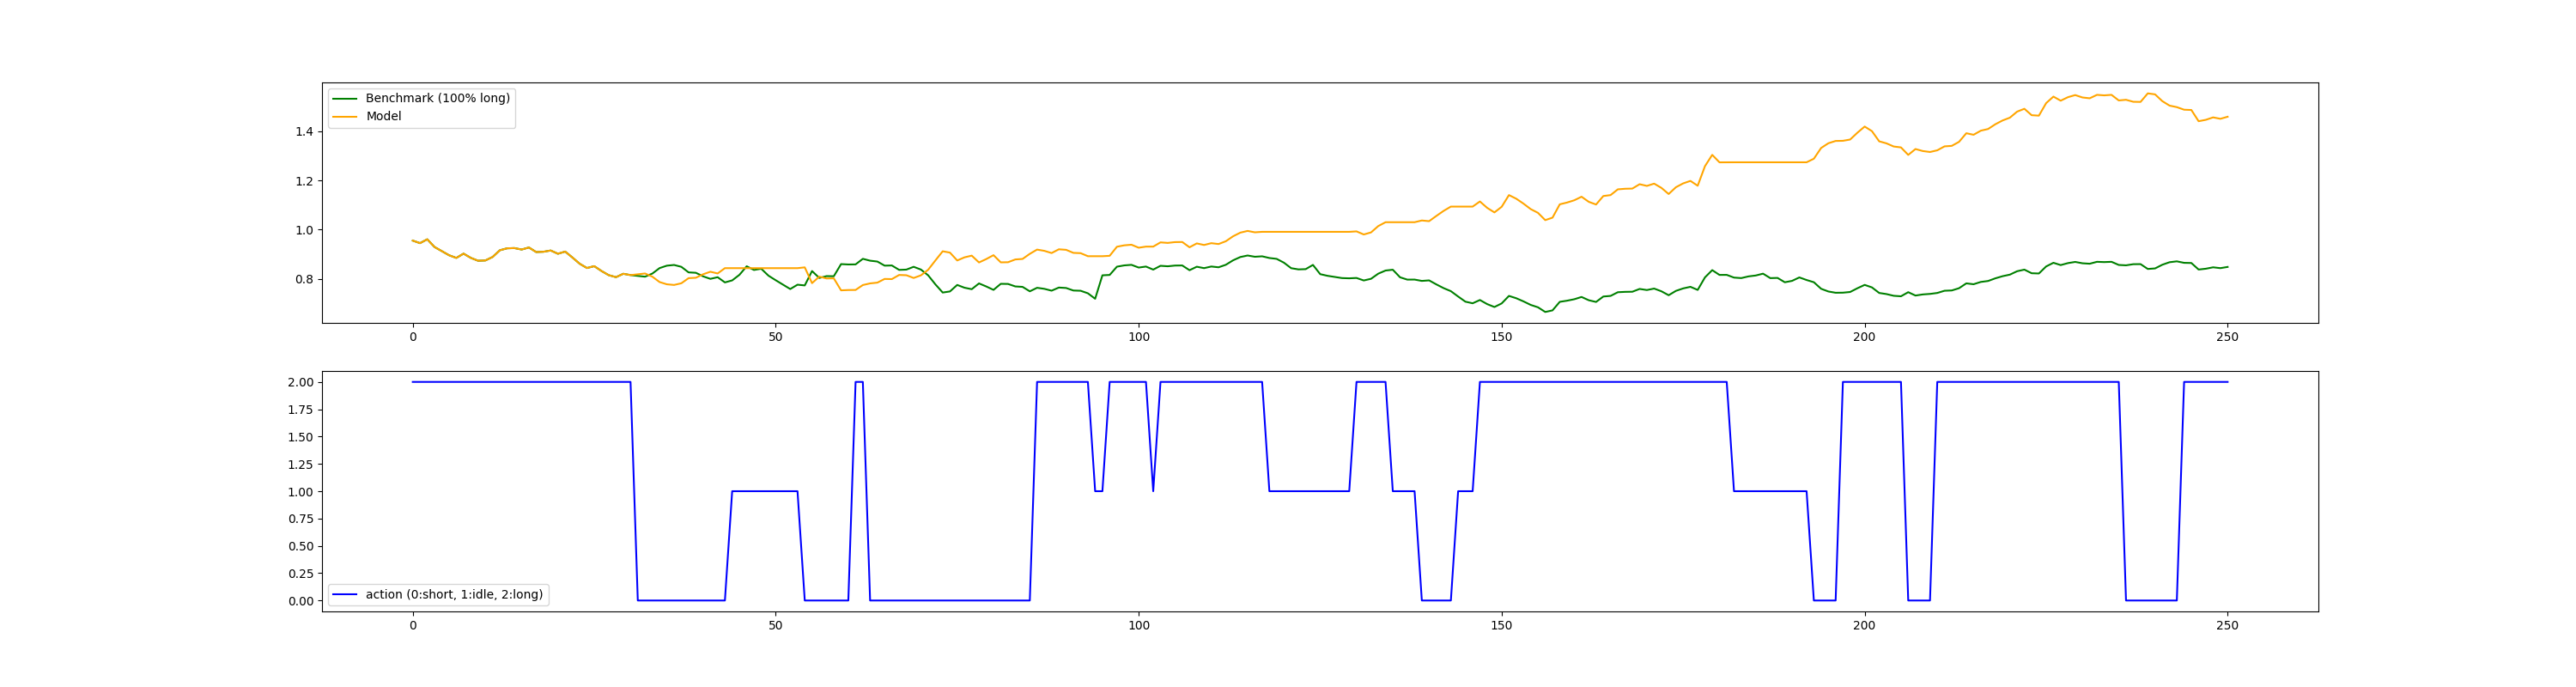 Benchmark (100% long)
Model
1.4
1.2
1.0
0.8
0 50 100 150 200 250
2.00
1.75
1.50
1.25
1.00
0.75
0.50
0.25
0.00
action (0:short, 1:idle, 2:long)
0 50 100 150 200 250